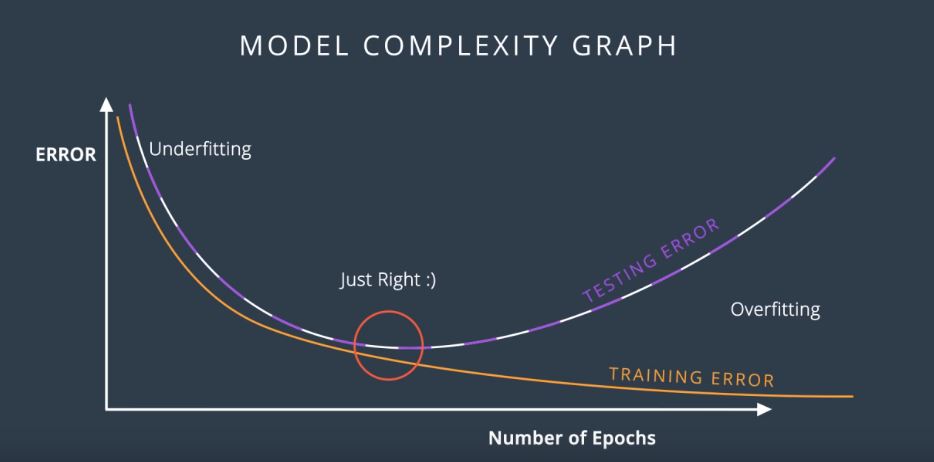 MODEL COMPLEXITY GRAPH
ERROR
Underfitting
Just Right :)
TESTING ERROR
Overfitting
TRAINING ERROR
Number of Epochs